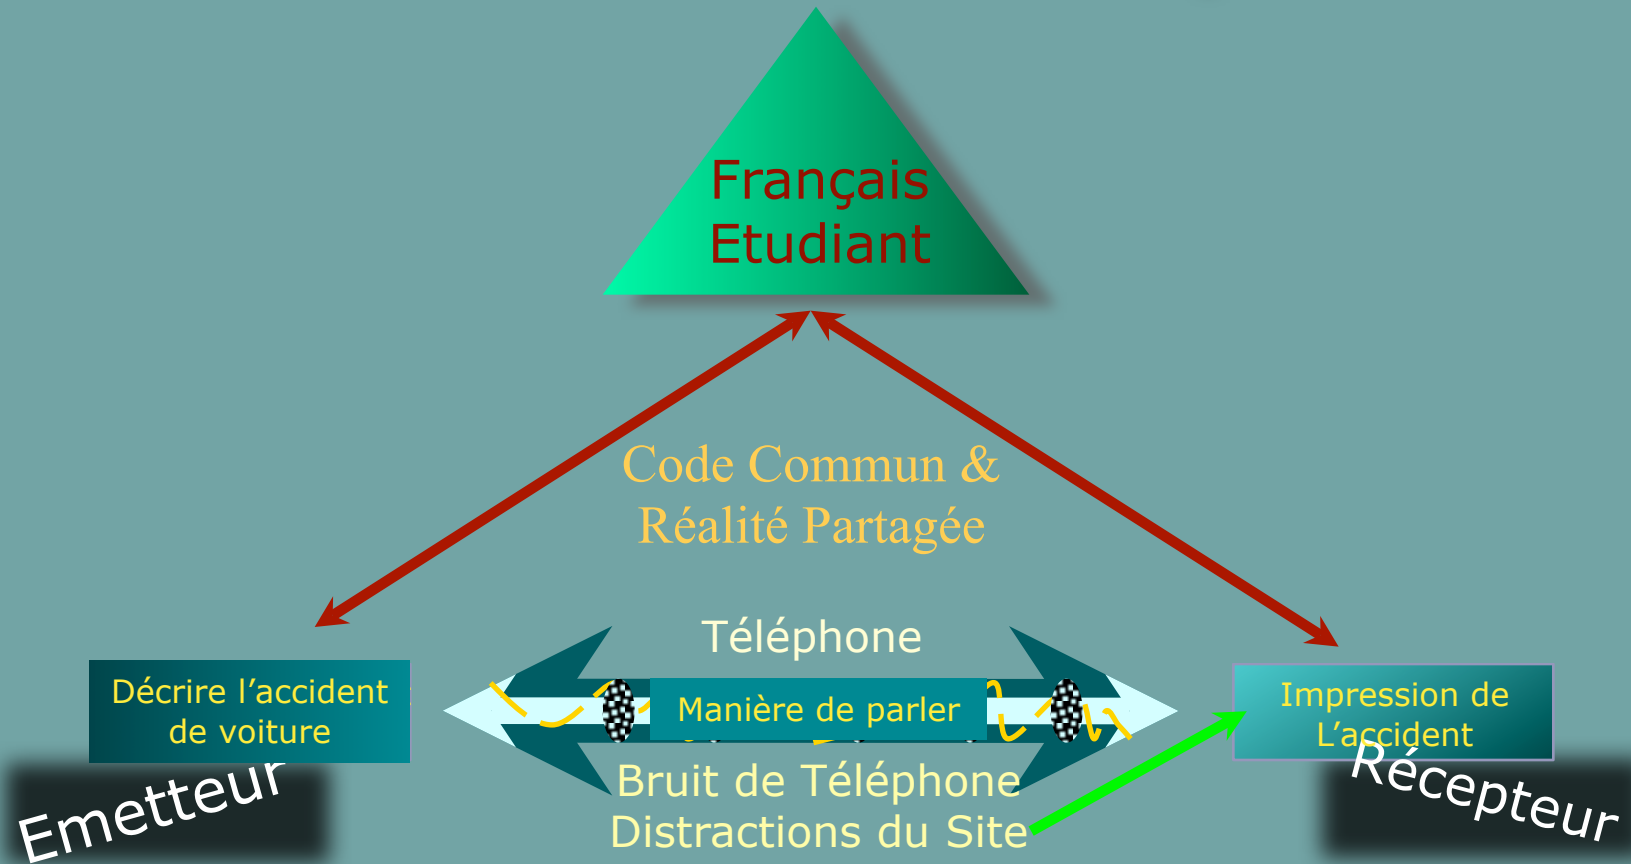 Français
Etudiant
Code Commun &
Réalité Partagée
Téléphone
Décrire l’accident
de voiture
Manière de parler
Impression de
L’accident
Emetteur
Bruit de Téléphone
Distractions du Site
Récepteur